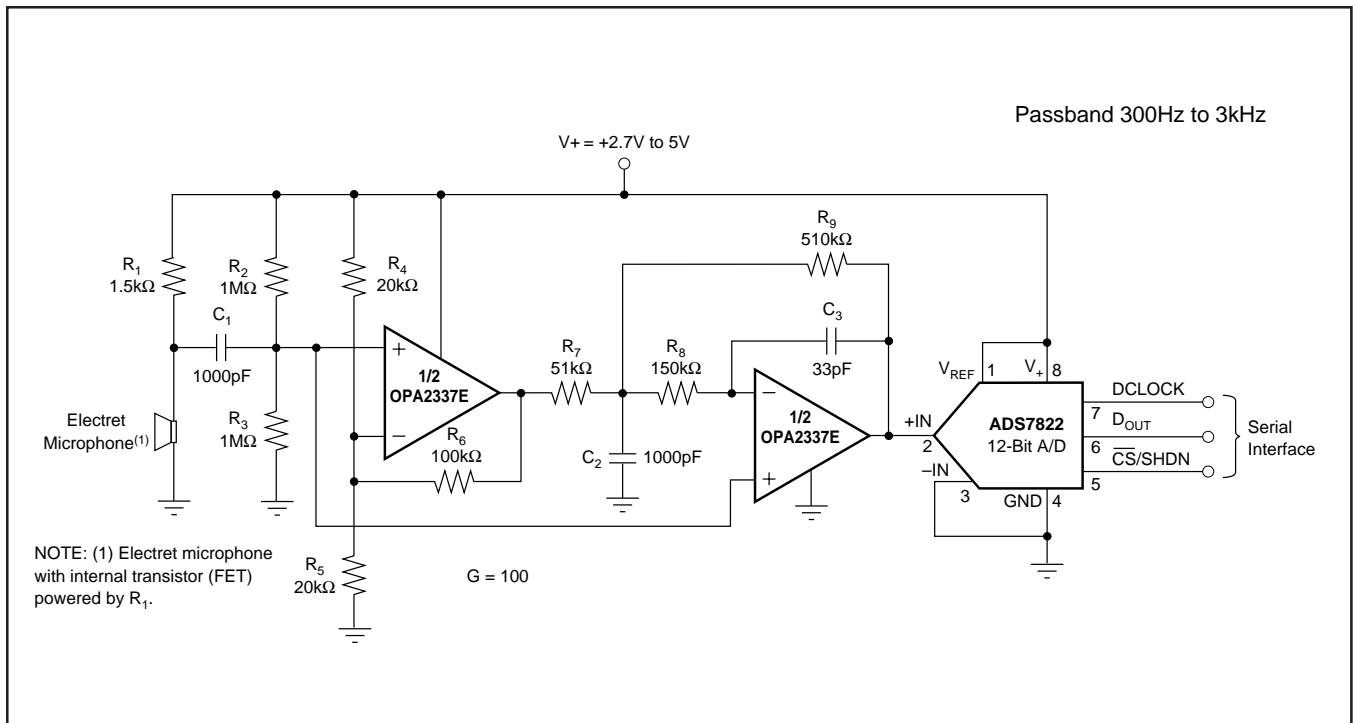 Passband 300Hz to 3kHz
V+ = +2.7V to 5V
R1
1.5kΩ
R2
1MΩ
R4
20kΩ
R9
510kΩ
C1
1000pF
C3
33pF
R7
51kΩ
R8
150kΩ
+
1/2
OPA2337E
–
Electret
Microphone(1)
R3
1MΩ
R6
100kΩ
C2
1000pF
–
1/2
OPA2337E
+
VREF
1
V+
8
+IN
2
ADS7822
12-Bit A/D
–IN
3
GND
4
DCLOCK
7
DOUT
6
CS/SHDN
5
Serial
Interface
NOTE: (1) Electret microphone
with internal transistor (FET)
powered by R1.
R5
20kΩ
G = 100